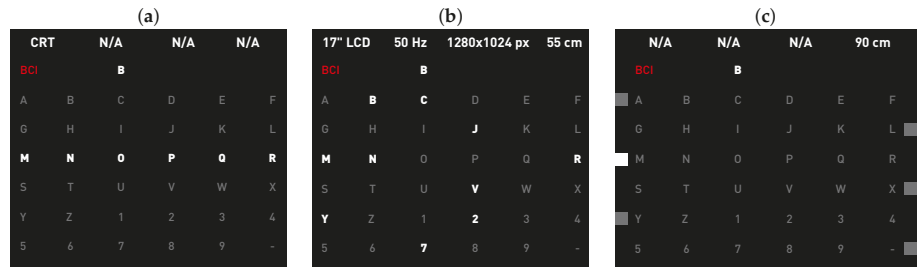 (a) (b) (c)
CRT N/A N/A N/A
BCI B
A B C D E F
G H I J K L
M N O P Q R
S T U V W X
Y Z 1 2 3 4
5 6 7 8 9 -
17" LCD 50 Hz 1280x1024 px 55 cm
BCI B
A B C D E F
G H I J K L
M N O P Q R
S T U V W X
Y Z 1 2 3 4
5 6 7 8 9 -
N/A N/A N/A 90 cm
BCI B
A B C D E F
G H I J K L
M N O P Q R
S T U V W X
Y Z 1 2 3 4
5 6 7 8 9 -